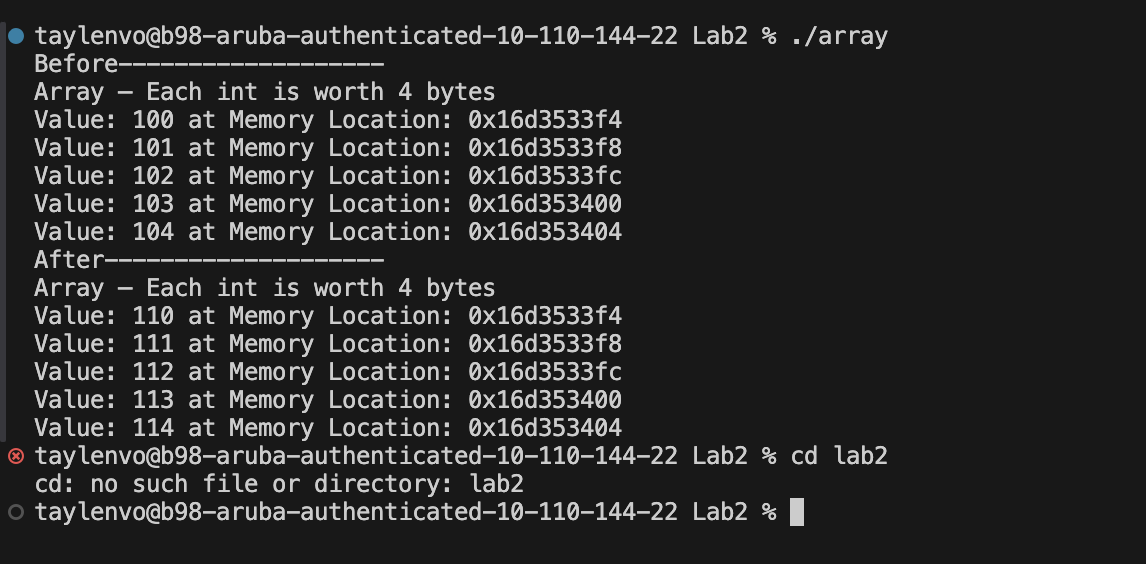 taylenvo@b98-aruba-authenticated-10-110-144-22 Lab2 % ./array
Before-------------------
Array - Each int is worth 4 bytes
Value: 100 at Memory Location: 0x16d3533f4
Value: 101 at Memory Location: 0x16d3533f8
Value: 102 at Memory Location: 0x16d3533fc
Value: 103 at Memory Location: 0x16d353400
Value: 104 at Memory Location: 0x16d353404
After--------------------
Array - Each int is worth 4 bytes
Value: 110 at Memory Location: 0x16d3533f4
Value: 111 at Memory Location: 0x16d3533f8
Value: 112 at Memory Location: 0x16d3533fc
Value: 113 at Memory Location: 0x16d353400
Value: 114 at Memory Location: 0x16d353404
taylenvo@b98-aruba-authenticated-10-110-144-22 Lab2 % cd lab2
cd: no such file or directory: lab2
taylenvo@b98-aruba-authenticated-10-110-144-22 Lab2 %